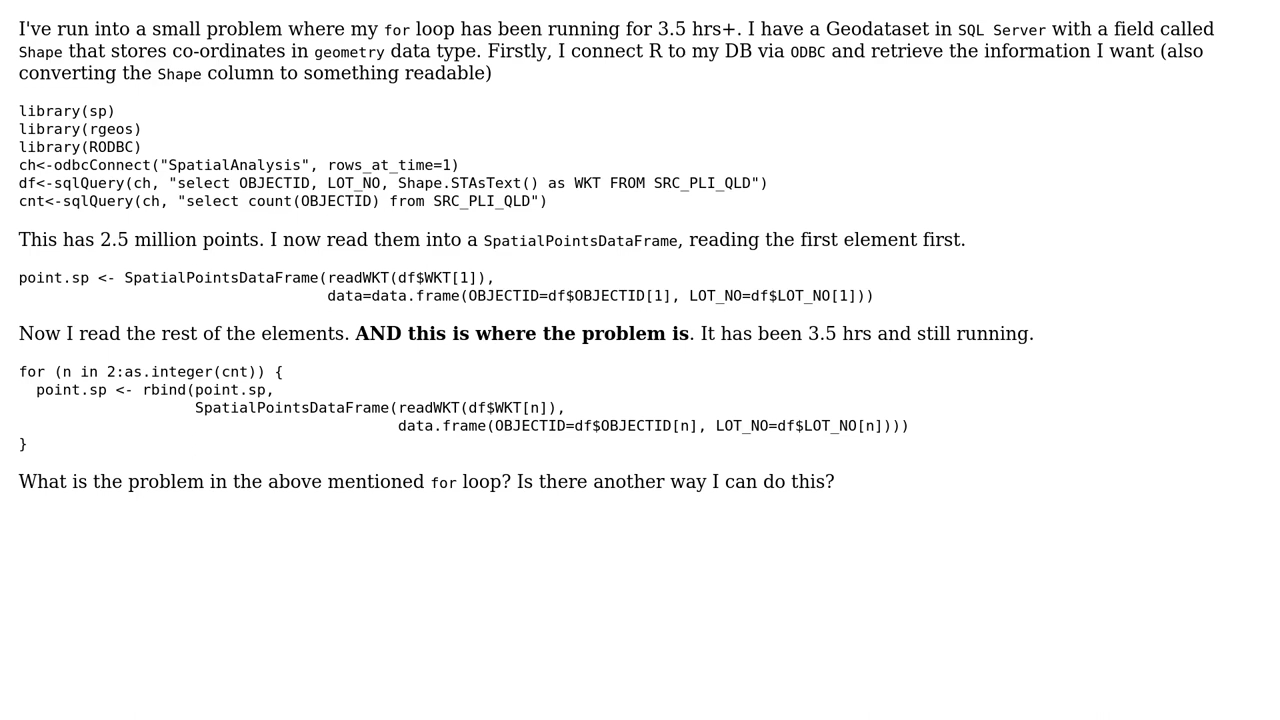 I've run into a small problem where my for loop has been running for 3.5 hrs+. I have a Geodataset in SQL Server with a field called
Shape that stores co-ordinates in geometry data type. Firstly, I connect R to my DB via ODBC and retrieve the information I want (also
converting the Shape column to something readable)
library(sp)
library(rgeos)
library(RODBC)
ch<-odbcConnect("SpatialAnalysis", rows_at_time=1)
df<-sqlQuery(ch, "select OBJECTID, LOT_NO, Shape.STAsText() as WKT FROM SRC_PLI_QLD")
cnt<-sqlQuery(ch, "select count(OBJECTID) from SRC_PLI_QLD")
This has 2.5 million points. I now read them into a SpatialPointsDataFrame, reading the first element first.
point.sp <- SpatialPointsDataFrame(readWKT(df$WKT[1]),
                                   data=data.frame(OBJECTID=df$OBJECTID[1], LOT_NO=df$LOT_NO[1]))
Now I read the rest of the elements. AND this is where the problem is. It has been 3.5 hrs and still running.
for (n in 2:as.integer(cnt)) {
  point.sp <- rbind(point.sp,
                    SpatialPointsDataFrame(readWKT(df$WKT[n]),
                                           data.frame(OBJECTID=df$OBJECTID[n], LOT_NO=df$LOT_NO[n])))
}
What is the problem in the above mentioned for loop? Is there another way I can do this?